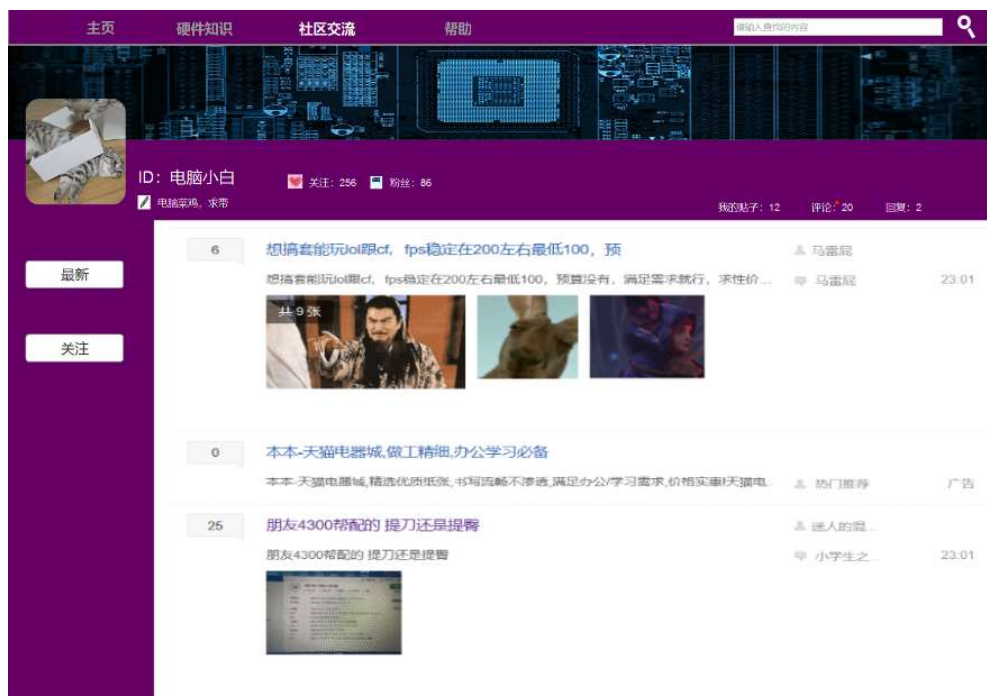 主页 硬件知识 社区交流 帮助 请输入查找的内容
ID：电脑小白 关注：256 粉丝：86
电脑菜鸡，求带
我的贴子：12 评论：20 回复：2
最新
关注
6 想搞套能玩lol跟cf，fps稳定在200左右最低100，预 马雷屁
想搞套能玩lol跟cf，fps稳定在200左右最低100，预算没有，满足需求就行，求性价... 马雷屁 23:01
共 9 张
0 本本-天猫电器城,做工精细,办公学习必备
本本-天猫电器城,精选优质纸张,书写流畅不渗透,满足办公/学习需求,价格实惠!天猫电... 热门推荐 广告
25 朋友4300帮配的 提刀还是提臀 迷人的混...
朋友4300帮配的 提刀还是提臀 小学生之... 23:01